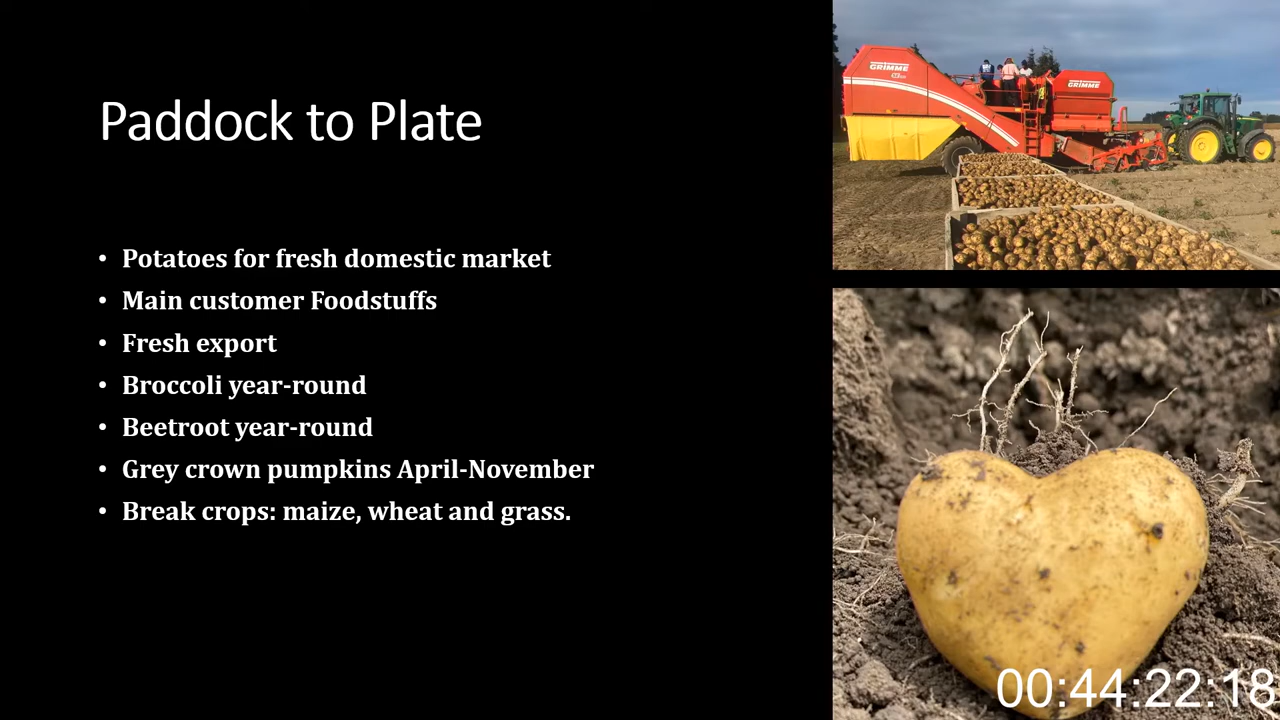 Paddock to Plate
• Potatoes for fresh domestic market
• Main customer Foodstuffs
• Fresh export
• Broccoli year-round
• Beetroot year-round
• Grey crown pumpkins April-November
• Break crops: maize, wheat and grass.
GRIMME
GRIMME
00:44:22:18